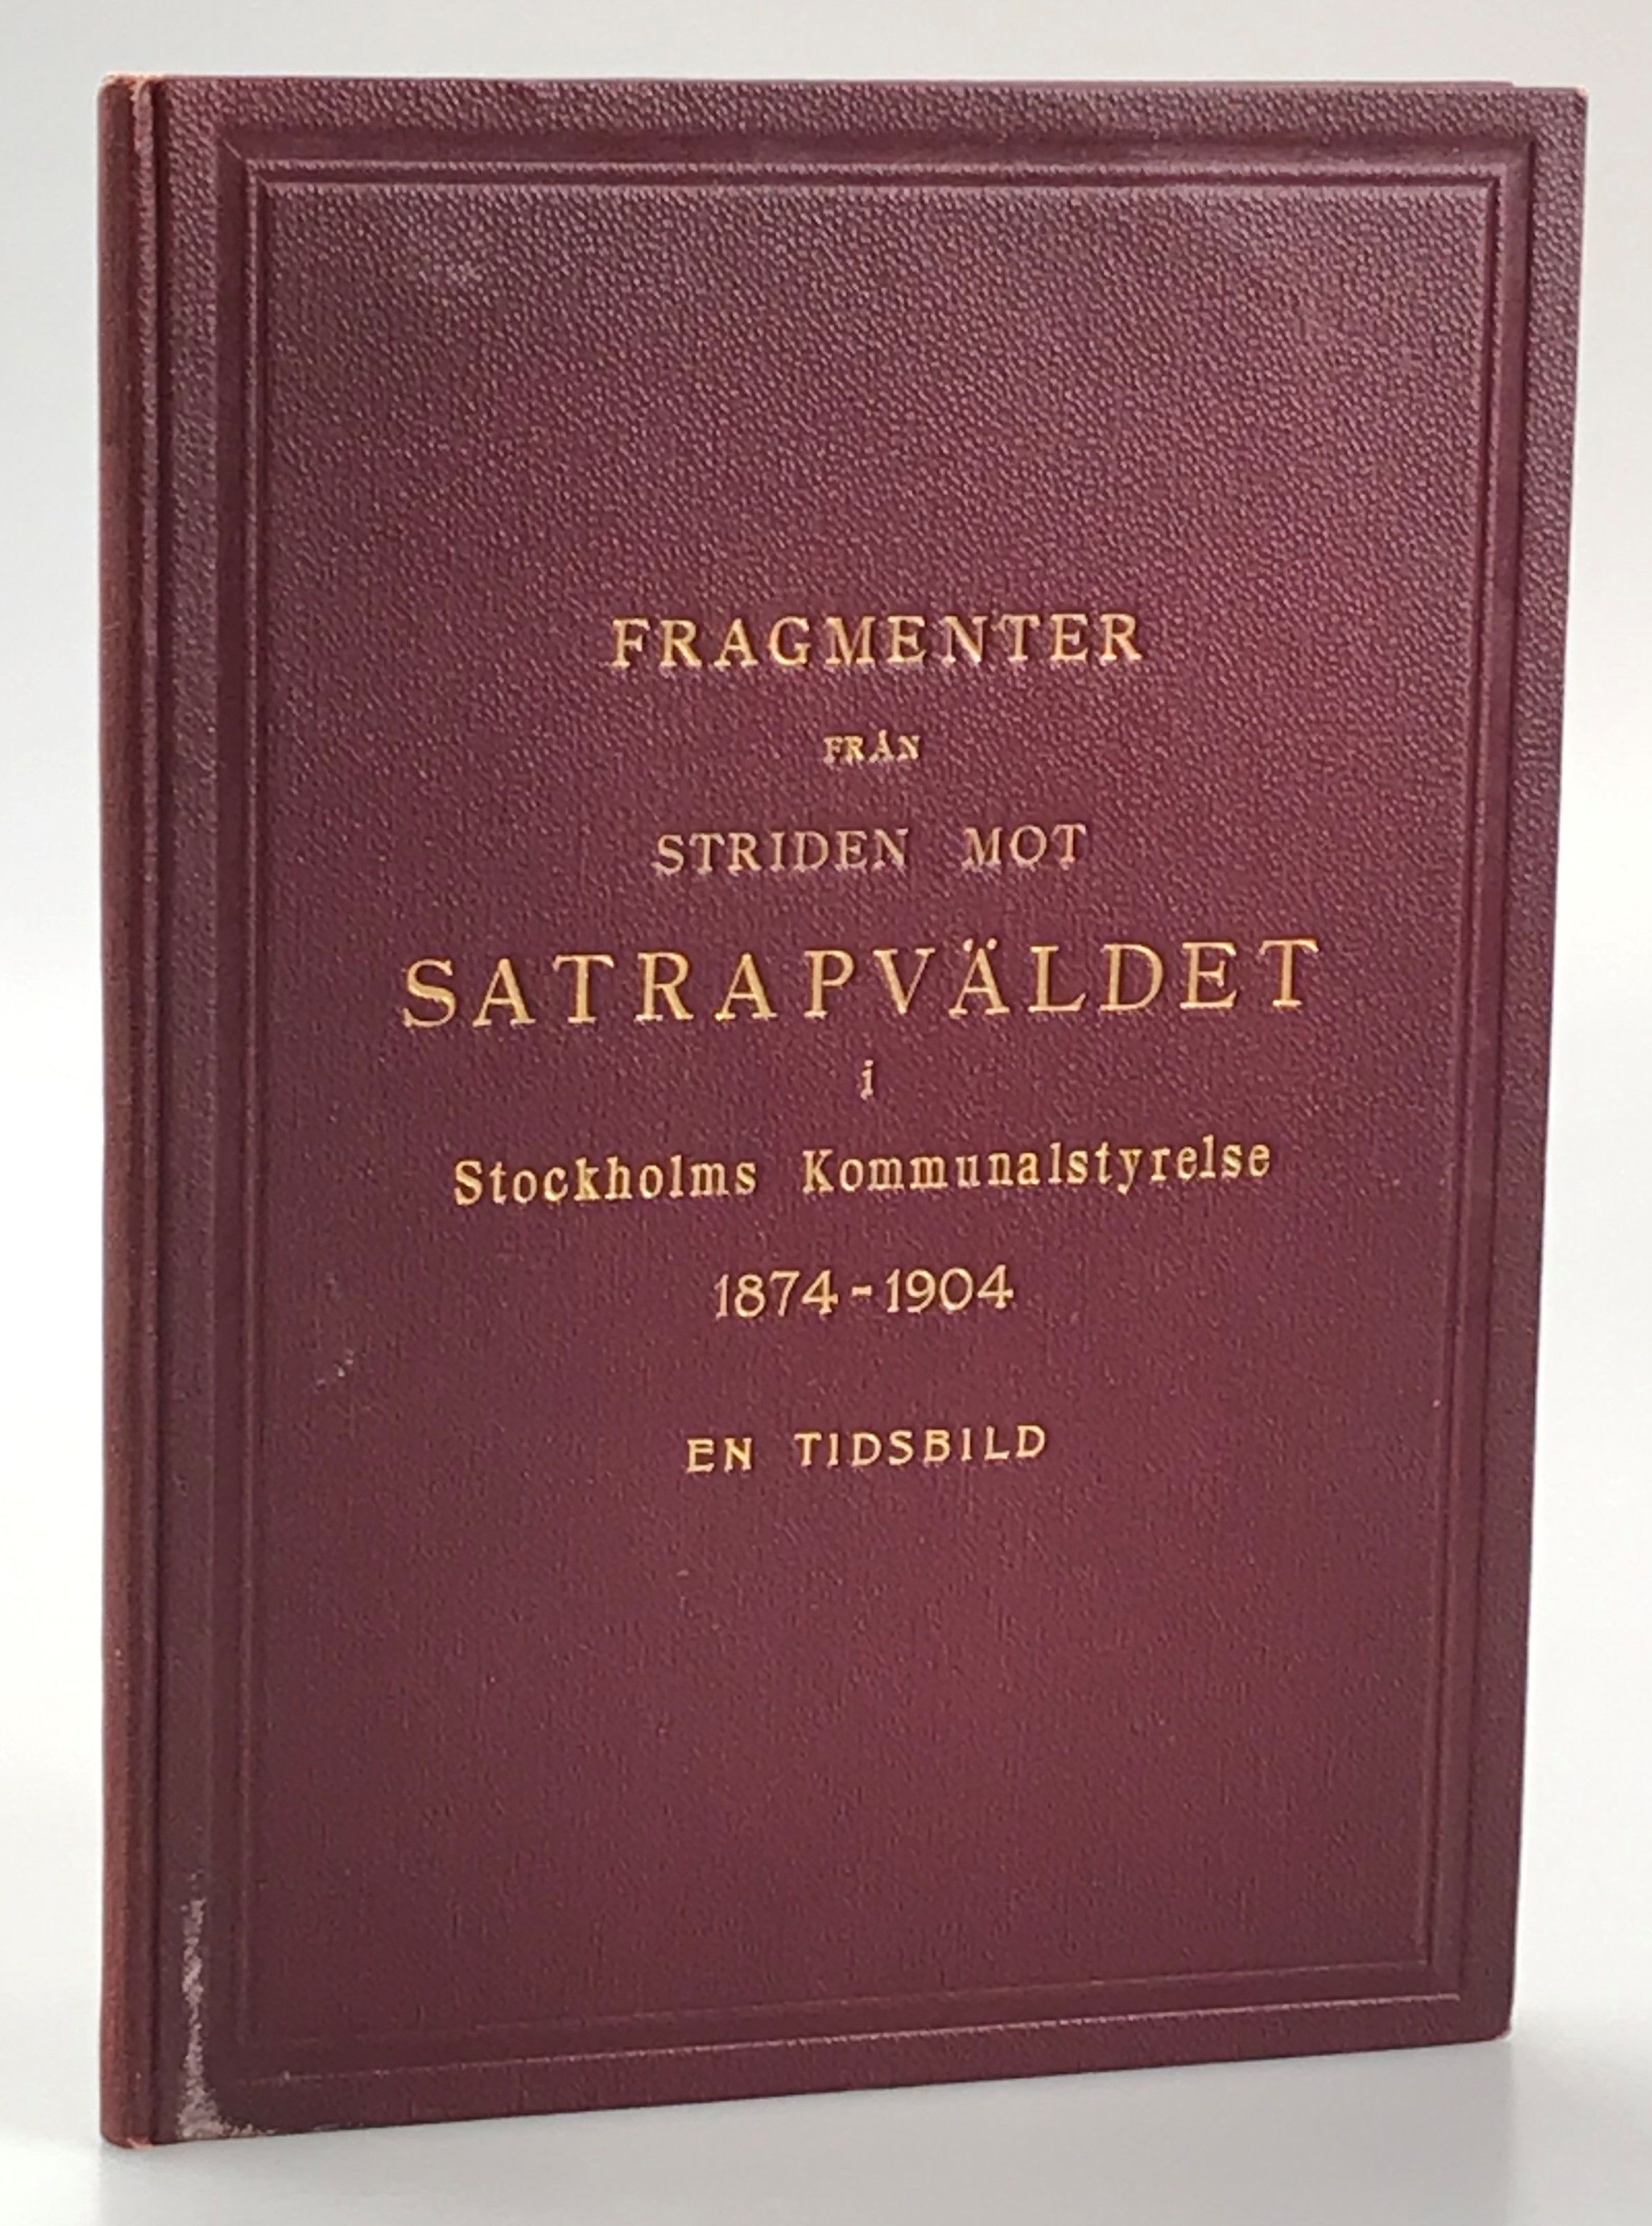 FRAGMENTER
FRÅN
STRIDEN MOT
SATRAPVÄLDET
i
Stockholms Kommunalstyrelse
1874-1904
EN TIDSBILD